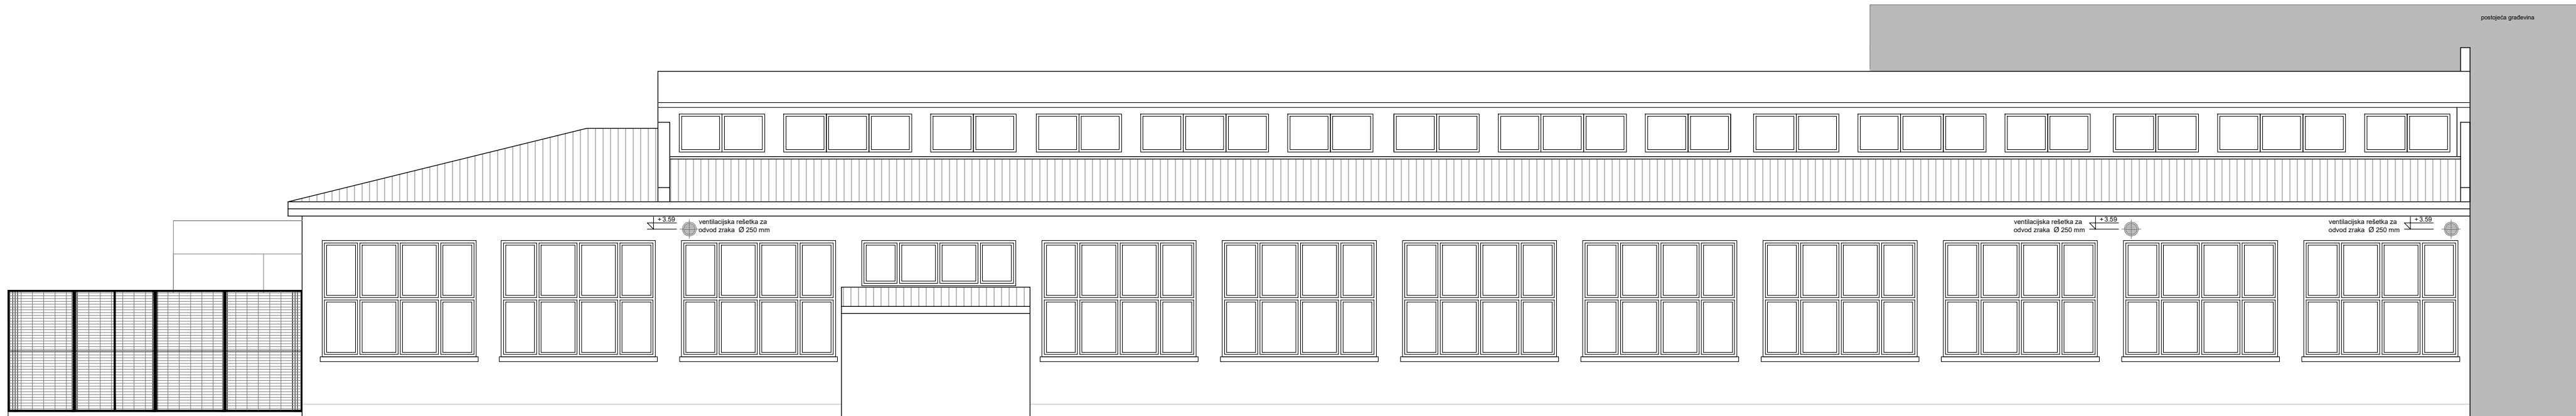 postojeća građevina
+3.59
ventilacijska rešetka za
odvod zraka Ø 250 mm
ventilacijska rešetka za
odvod zraka Ø 250 mm
+3.59
ventilacijska rešetka za
odvod zraka Ø 250 mm
+3.59